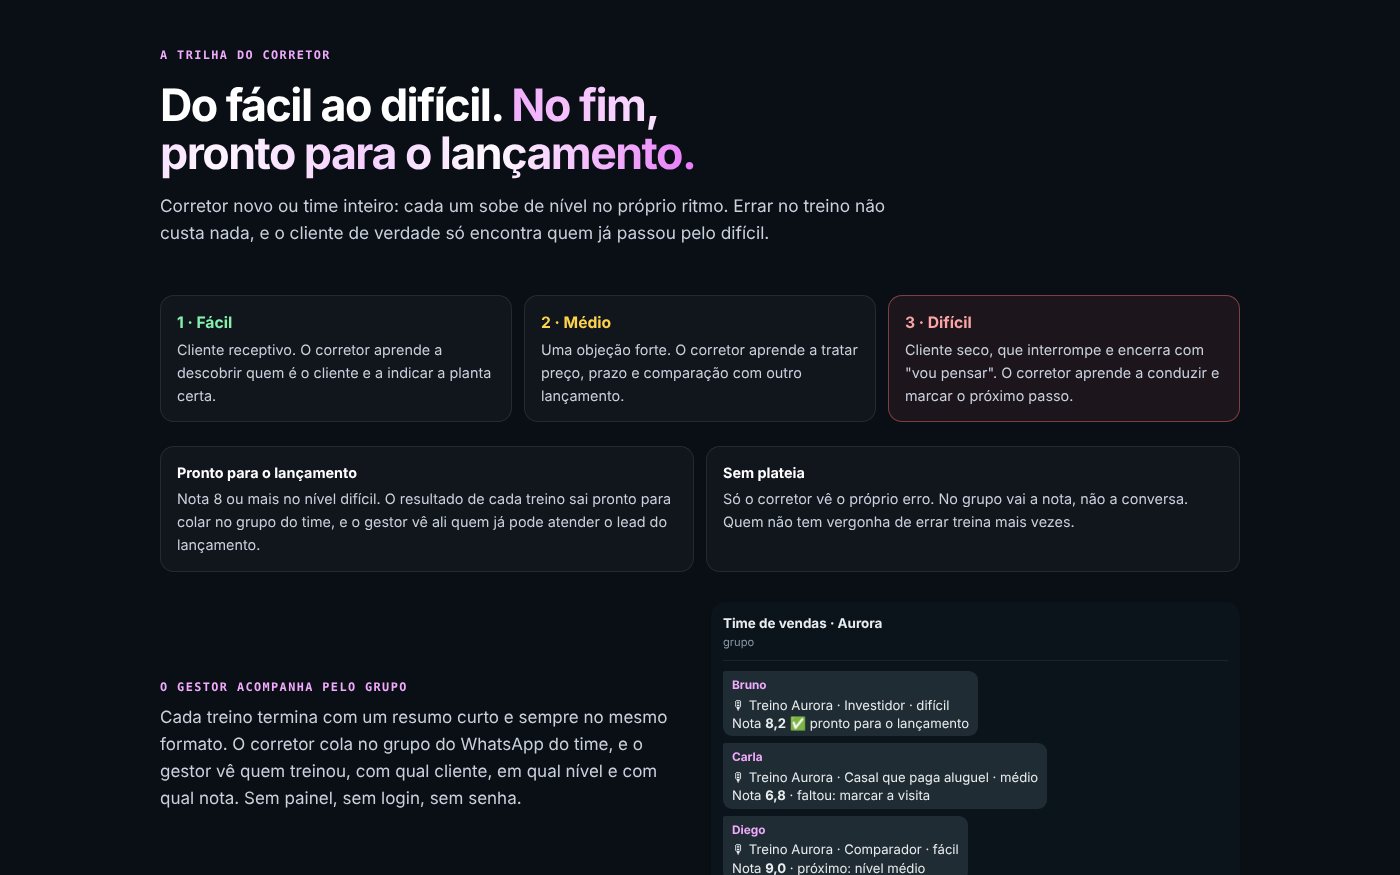 A TRILHA DO CORRETOR
Do fácil ao difícil. No fim,
pronto para o lançamento.
Corretor novo ou time inteiro: cada um sobe de nível no próprio ritmo. Errar no treino não
custa nada, e o cliente de verdade só encontra quem já passou pelo difícil.
1 · Fácil
Cliente receptivo. O corretor aprende a
descobrir quem é o cliente e a indicar a planta
certa.
2 · Médio
Uma objeção forte. O corretor aprende a tratar
preço, prazo e comparação com outro
lançamento.
3 · Difícil
Cliente seco, que interrompe e encerra com
"vou pensar". O corretor aprende a conduzir e
marcar o próximo passo.
Pronto para o lançamento
Nota 8 ou mais no nível difícil. O resultado de cada treino sai pronto para
colar no grupo do time, e o gestor vê ali quem já pode atender o lead do
lançamento.
Sem plateia
Só o corretor vê o próprio erro. No grupo vai a nota, não a conversa.
Quem não tem vergonha de errar treina mais vezes.
O GESTOR ACOMPANHA PELO GRUPO
Cada treino termina com um resumo curto e sempre no mesmo
formato. O corretor cola no grupo do WhatsApp do time, e o
gestor vê quem treinou, com qual cliente, em qual nível e com
qual nota. Sem painel, sem login, sem senha.
Time de vendas · Aurora
grupo
Bruno
🎙 Treino Aurora · Investidor · difícil
Nota 8,2 ✅ pronto para o lançamento
Carla
🎙 Treino Aurora · Casal que paga aluguel · médio
Nota 6,8 · faltou: marcar a visita
Diego
🎙 Treino Aurora · Comparador · fácil
Nota 9,0 · próximo: nível médio